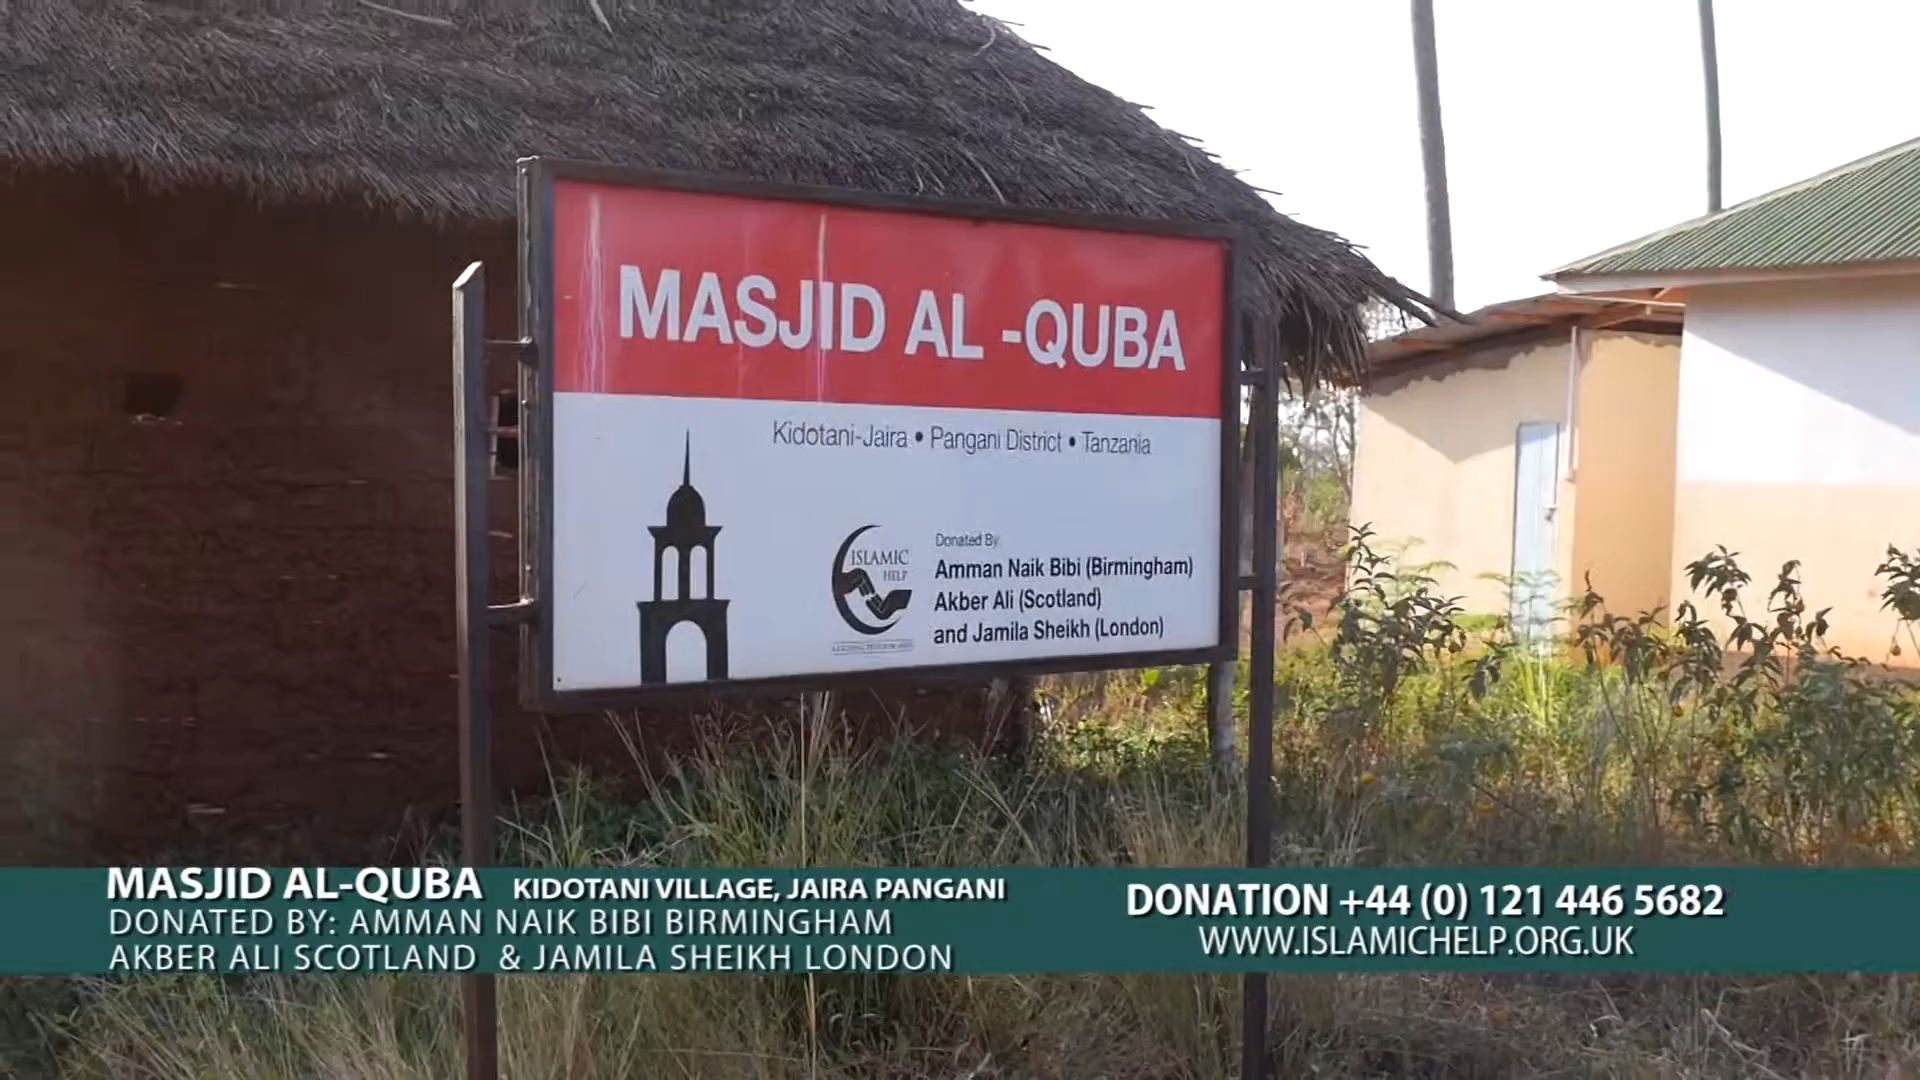 MASJID AL -QUBA
Kidotani-Jaira • Pangani District • Tanzania
ISLAMIC
HELP
Donated By
Amman Naik Bibi (Birmingham)
Akber Ali (Scotland)
and Jamila Sheikh (London)
MASJID AL-QUBA KIDOTANI VILLAGE, JAIRA PANGANI
DONATED BY: AMMAN NAIK BIBI BIRMINGHAM
AKBER ALI SCOTLAND & JAMILA SHEIKH LONDON
DONATION +44 (0) 121 446 5682
WWW.ISLAMICHELP.ORG.UK